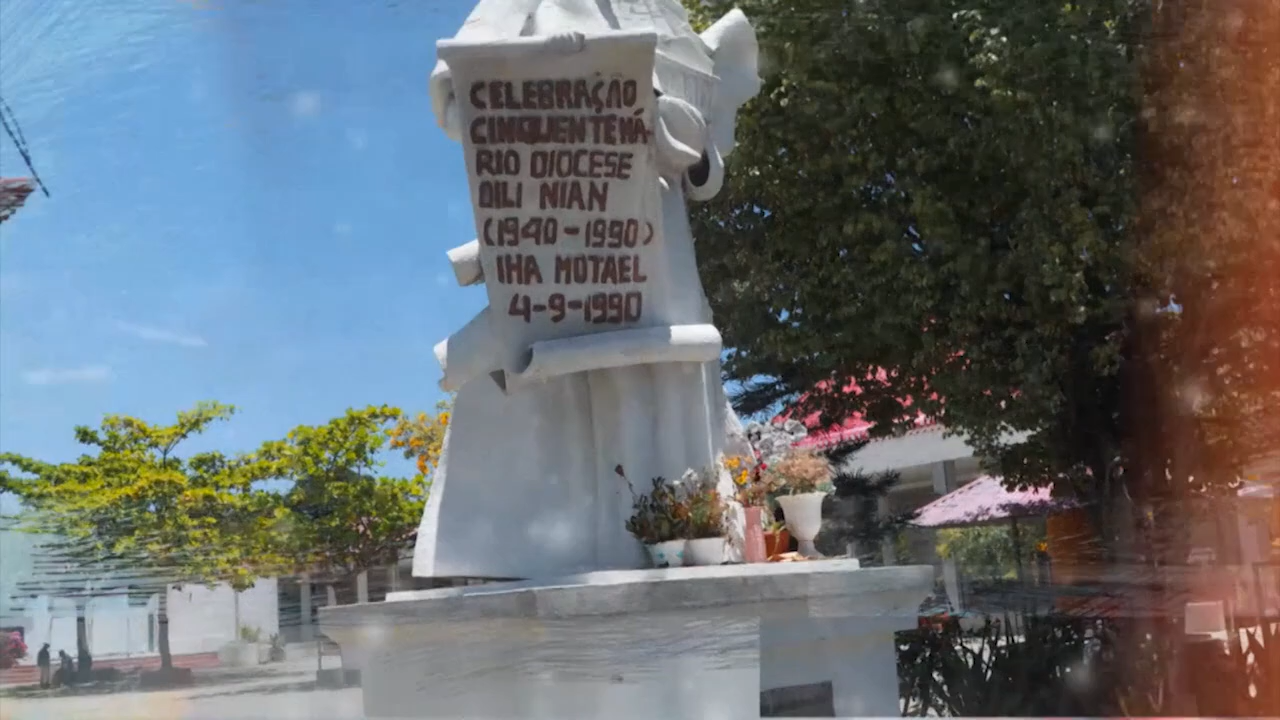 CELEBRAÇÃO
CINQUENTENÁ-
RIO DIOCESE
DILI NIAN
(1940-1990)
IHA MOTAEL
4-9-1990